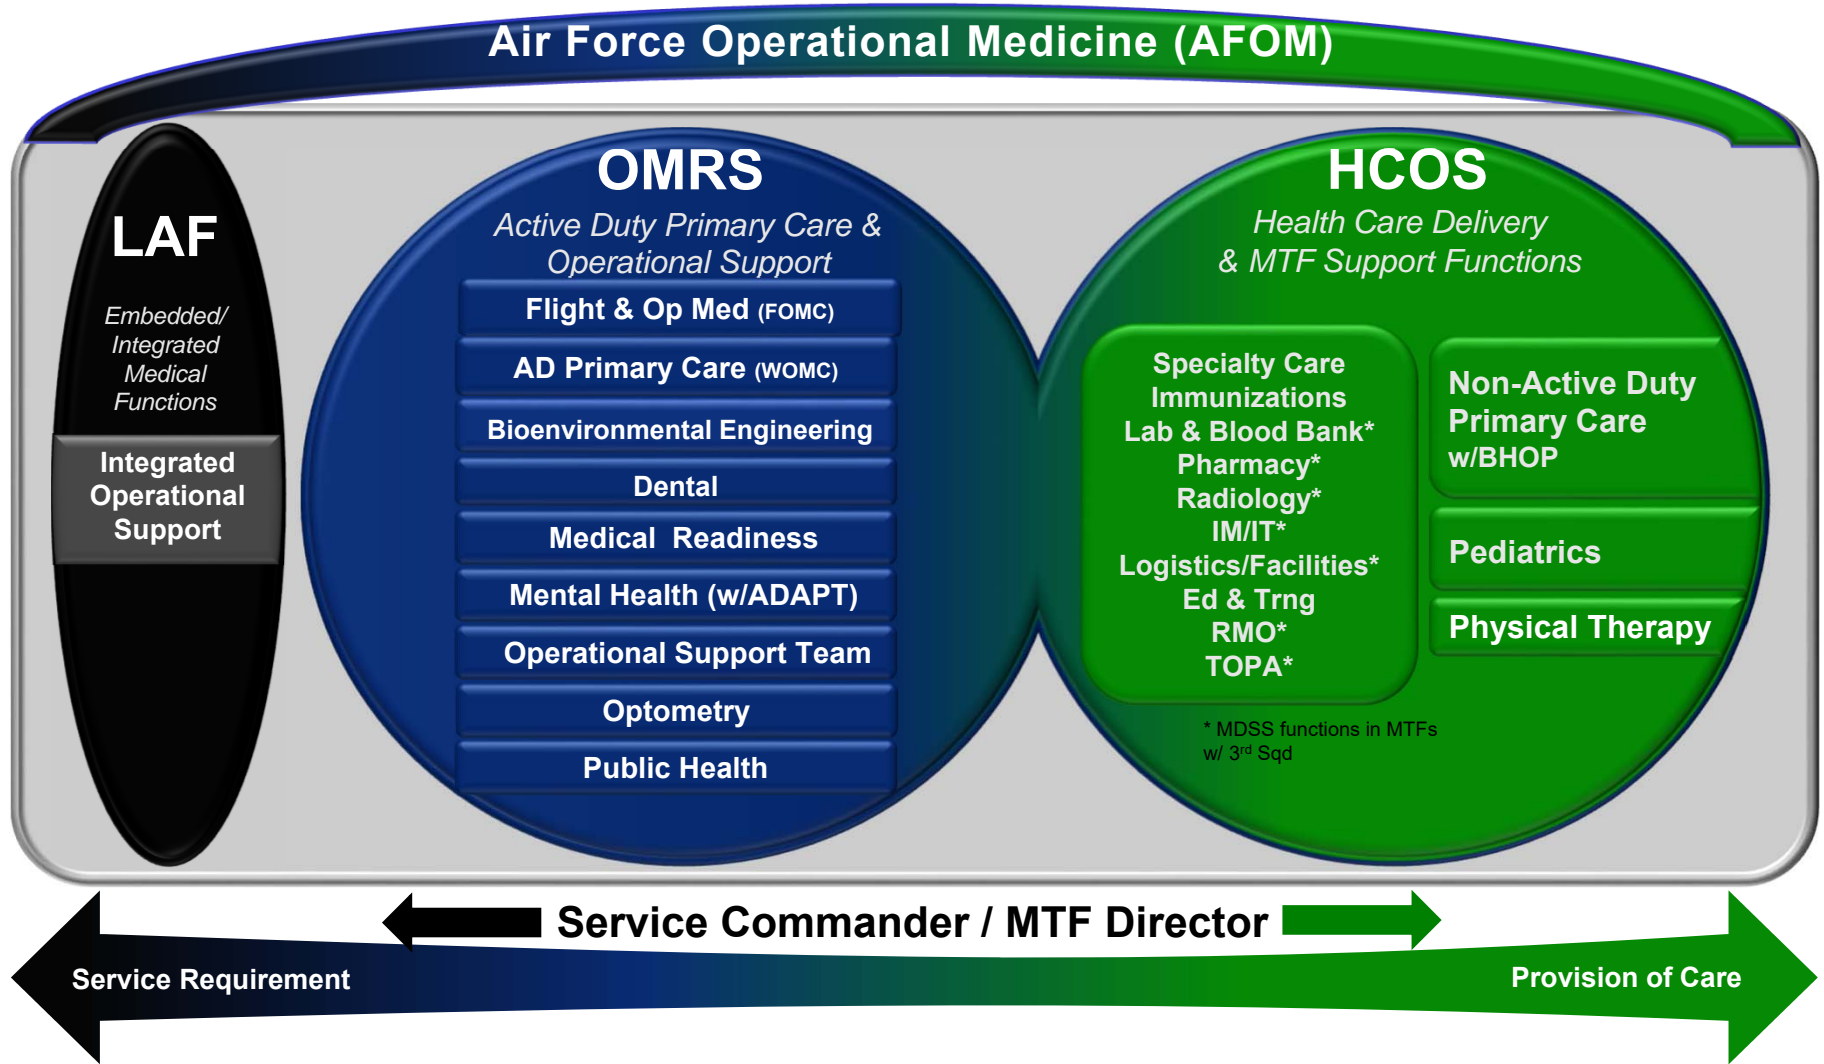 Air Force Operational Medicine (AFOM)
LAF
Embedded/
Integrated
Medical
Functions
Integrated
Operational
Support
OMRS
Active Duty Primary Care &
Operational Support
Flight & Op Med (FOMC)
AD Primary Care (WOMC)
Bioenvironmental Engineering
Dental
Medical Readiness
Mental Health (w/ADAPT)
Operational Support Team
Optometry
Public Health
HCOS
Health Care Delivery
& MTF Support Functions
Specialty Care
Immunizations
Lab & Blood Bank*
Pharmacy*
Radiology*
IM/IT*
Logistics/Facilities*
Ed & Trng
RMO*
TOPA*
Non-Active Duty
Primary Care
w/BHOP
Pediatrics
Physical Therapy
* MDSS functions in MTFs
w/ 3rd Sqd
Service Commander / MTF Director
Service Requirement
Provision of Care